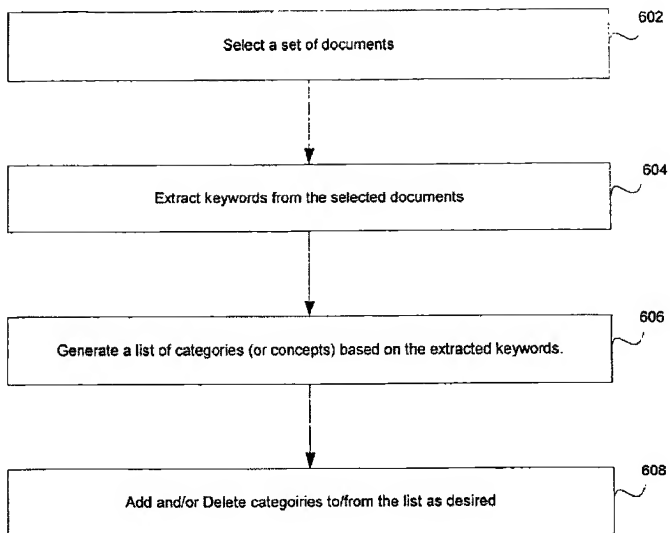 602
Select a set of documents
604
Extract keywords from the selected documents
606
Generate a list of categories (or concepts) based on the extracted keywords.
608
Add and/or Delete categoiries to/from the list as desired